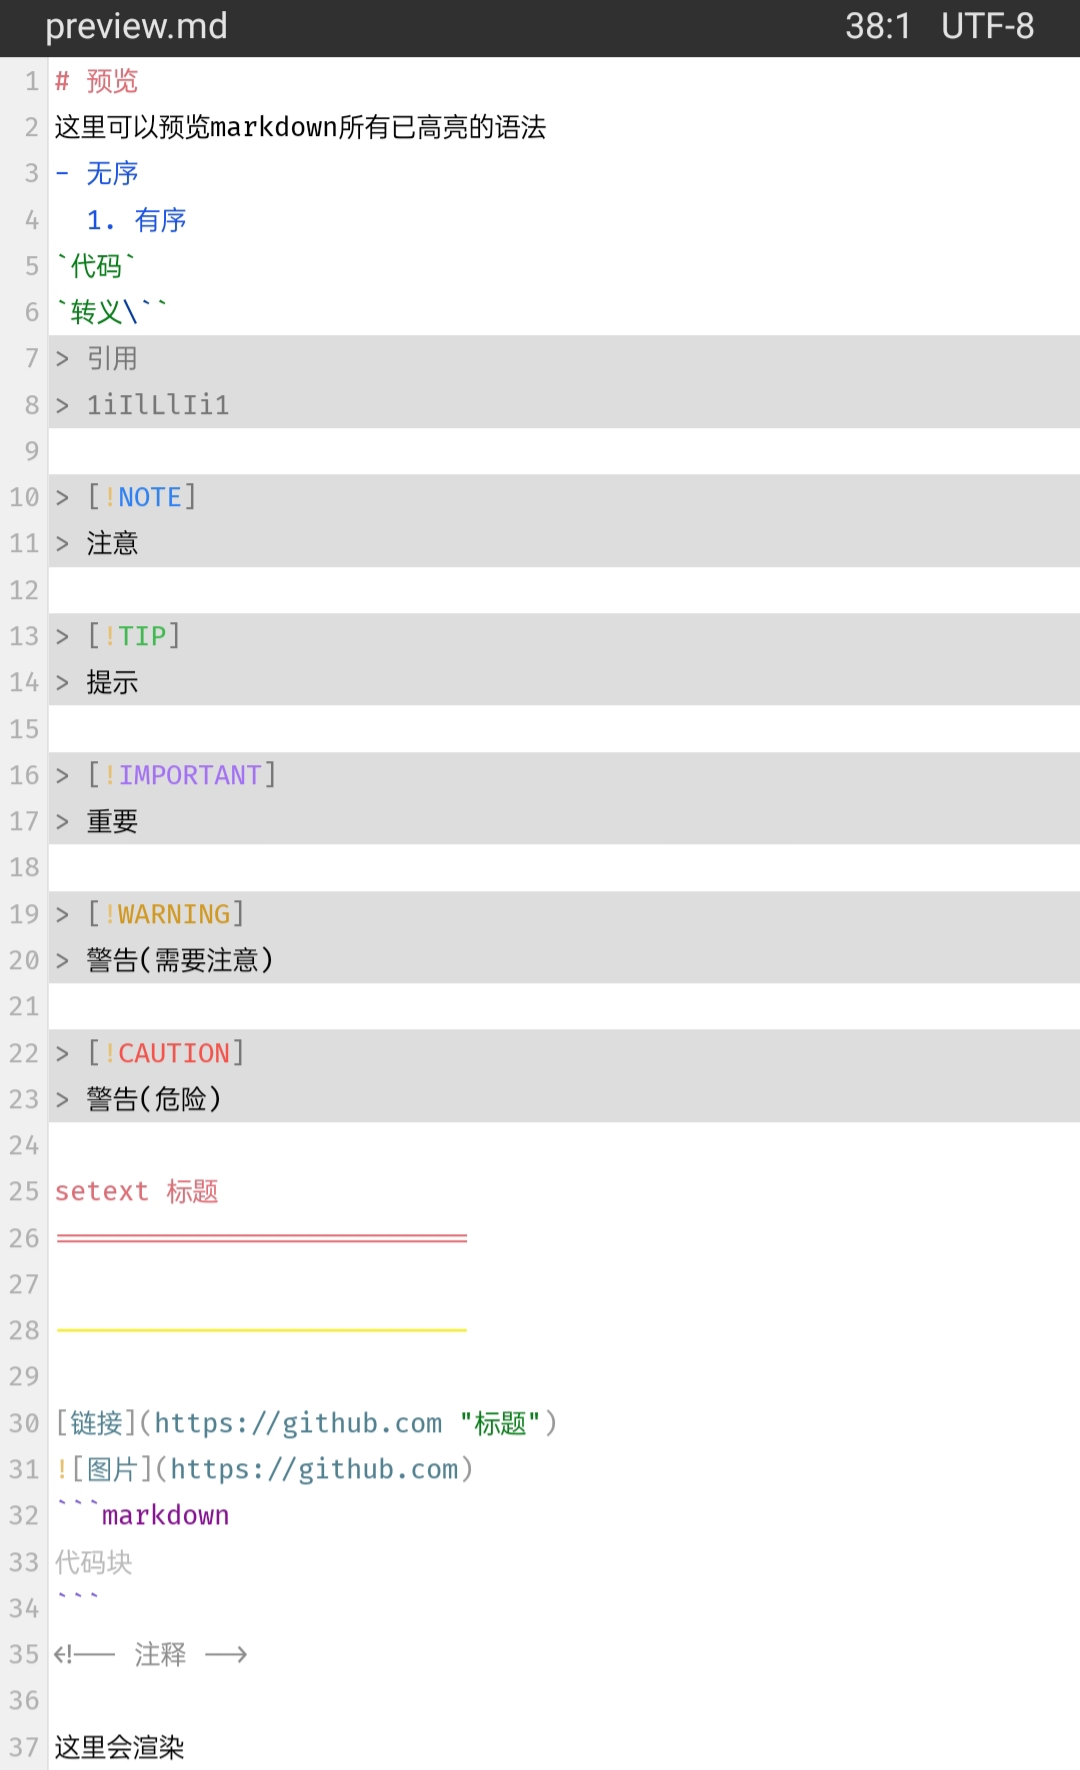 preview.md 38:1 UTF-8
1 # 预览
2 这里可以预览markdown所有已高亮的语法
3 - 无序
4   1. 有序
5 `代码`
6 `转义\``
7 > 引用
8 > 1iIlLlIi1
9
10 > [!NOTE]
11 > 注意
12
13 > [!TIP]
14 > 提示
15
16 > [!IMPORTANT]
17 > 重要
18
19 > [!WARNING]
20 > 警告(需要注意)
21
22 > [!CAUTION]
23 > 警告(危险)
24
25 setext 标题
26 ==========================
27
28 --------------------------
29
30 [链接](https://github.com "标题")
31 ![图片](https://github.com)
32 ```markdown
33 代码块
34 ```
35 <!-- 注释 -->
36
37 这里会渲染